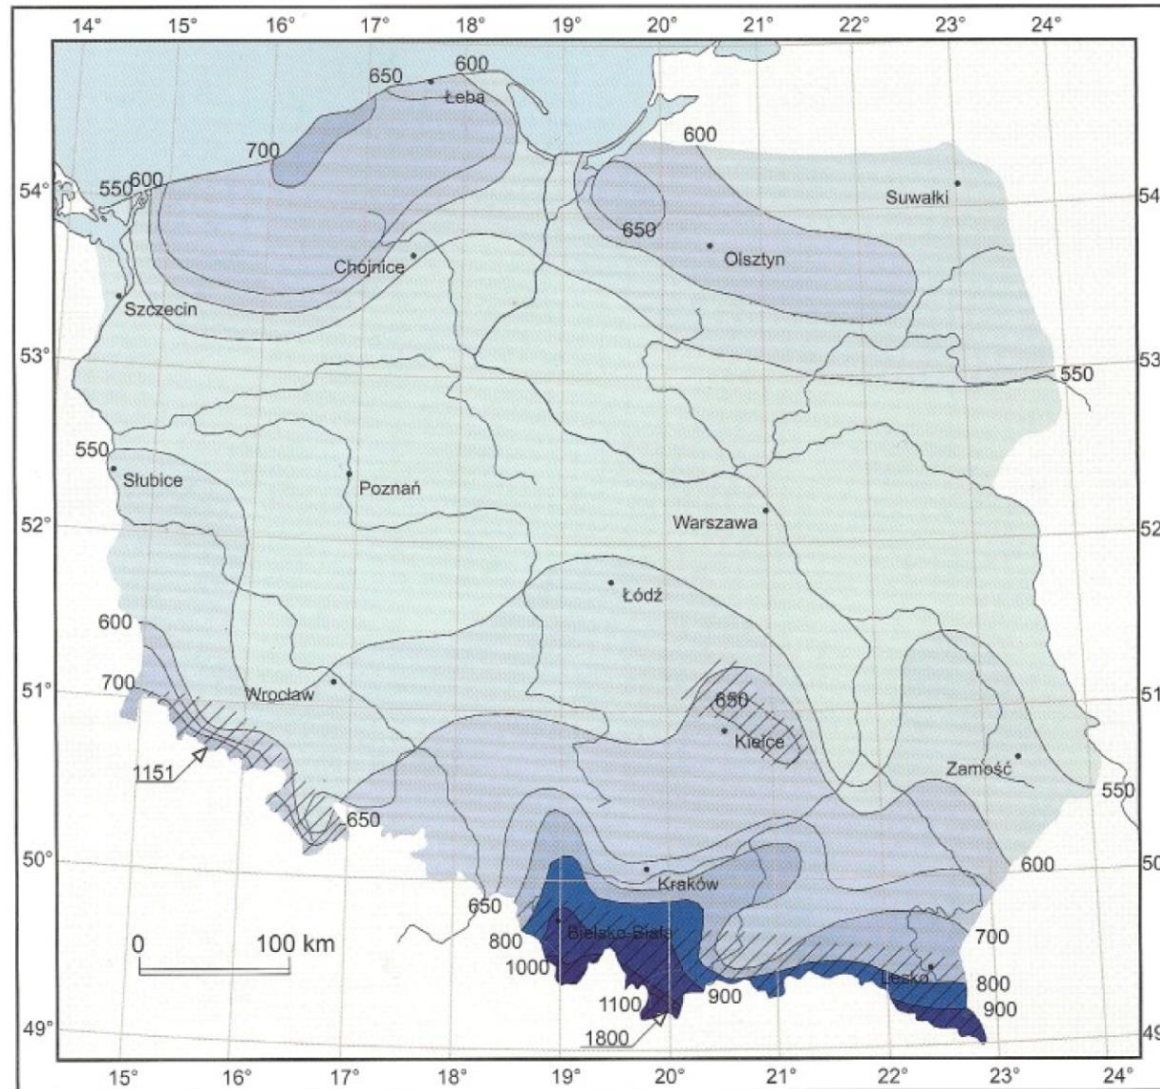 14° 15° 16° 17° 18° 19° 20° 21° 22° 23° 24°
600
650
Łeba
600
700
Suwałki
54°
550 600
54
650
Olsztyn
Chojnice
Szczecin
53°
53
550
550
Słubice
Poznań
Warszawa
52°
52
Łódź
600
700
51°
Wrocław
650
51
Kielce
1151
Zamość
550
650
50°
600
50
Kraków
650
Bielsko-Biała
700
800
0 100 km
1000
Lesko
800
1100
900
900
1800
49°
49
15° 16° 17° 18° 19° 20° 21° 22° 23° 24°